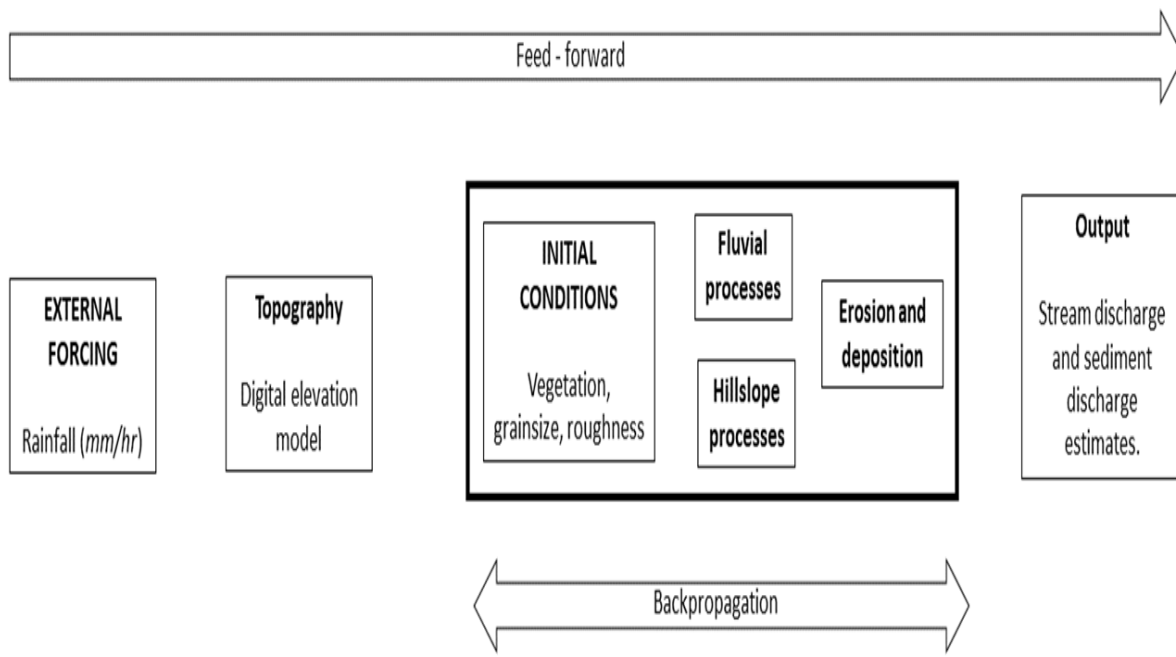 Feed - forward
EXTERNAL
FORCING
Rainfall (mm/hr)
Topography
Digital elevation
model
INITIAL
CONDITIONS
Vegetation,
grainsize, roughness
Fluvial
processes
Hillslope
processes
Erosion and
deposition
Output
Stream discharge
and sediment
discharge
estimates.
Backpropagation